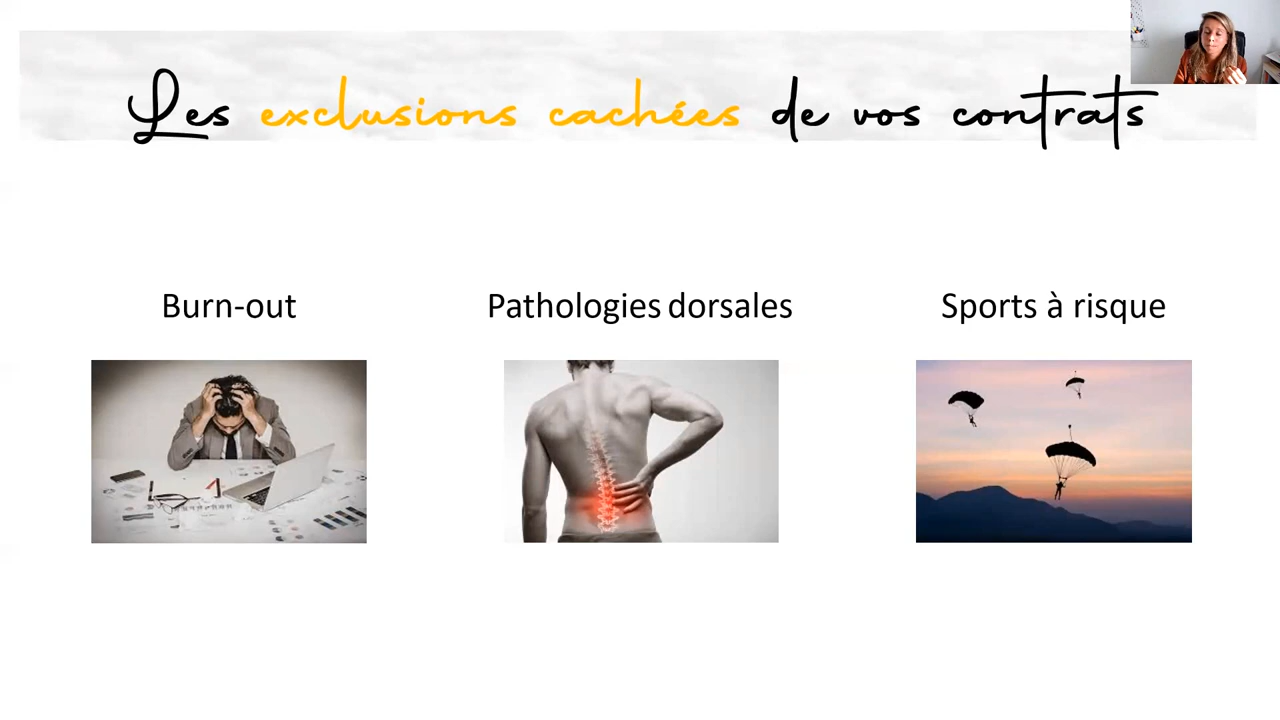 Les exclusions cachées de vos contrats
Burn-out
Pathologies dorsales
Sports à risque